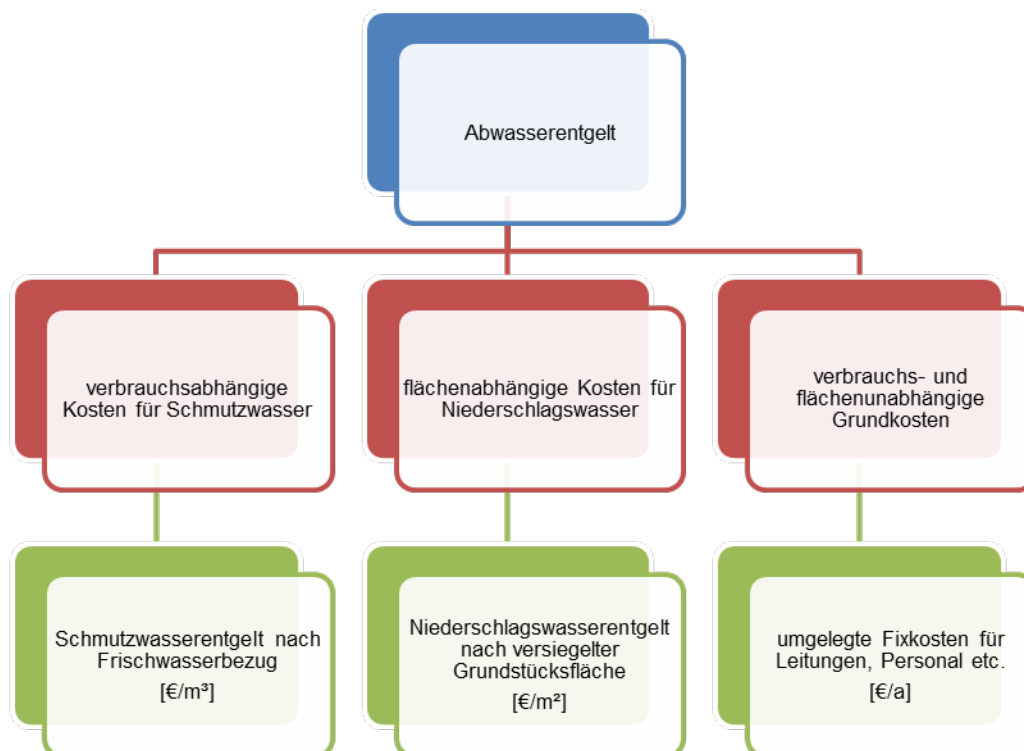 Abwasserentgelt
verbrauchsabhängige
Kosten für Schmutzwasser
flächenabhängige Kosten für
Niederschlagswasser
verbrauchs- und
flächenunabhängige
Grundkosten
Schmutzwasserentgelt nach
Frischwasserbezug
[€/m³]
Niederschlagswasserentgelt
nach versiegelter
Grundstücksfläche
[€/m²]
umgelegte Fixkosten für
Leitungen, Personal etc.
[€/a]